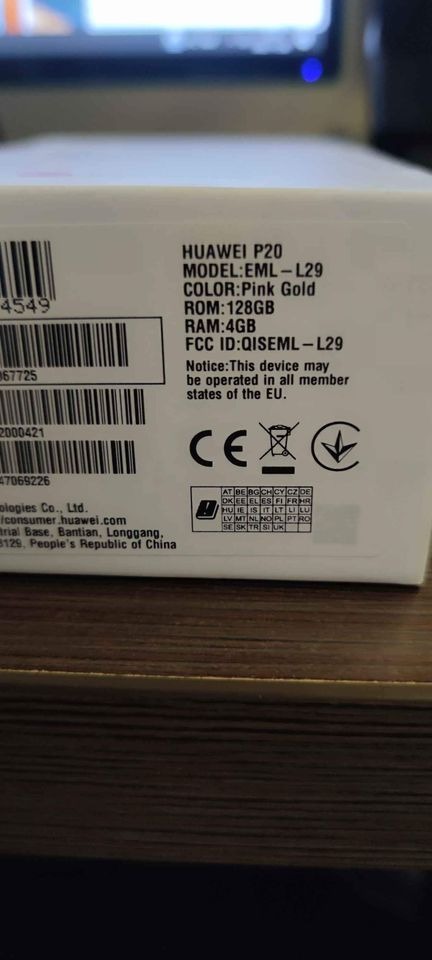 HUAWEI P20
MODEL:EML-L29
COLOR:Pink Gold
ROM:128GB
RAM:4GB
FCC ID:QISEML-L29
Notice:This device may
be operated in all member
states of the EU.
4549
67725
2000421
47069226
CE
AT BE BG CH CY CZ DE
DK EE EL ES FI FR HR
HU IE IS IT LT LI LU
LV MT NL NO PL PT RO
SE SK TR SI UK
ologies Co., Ltd.
/consumer.huawei.com
trial Base, Bantian, Longgang,
8129, People's Republic of China